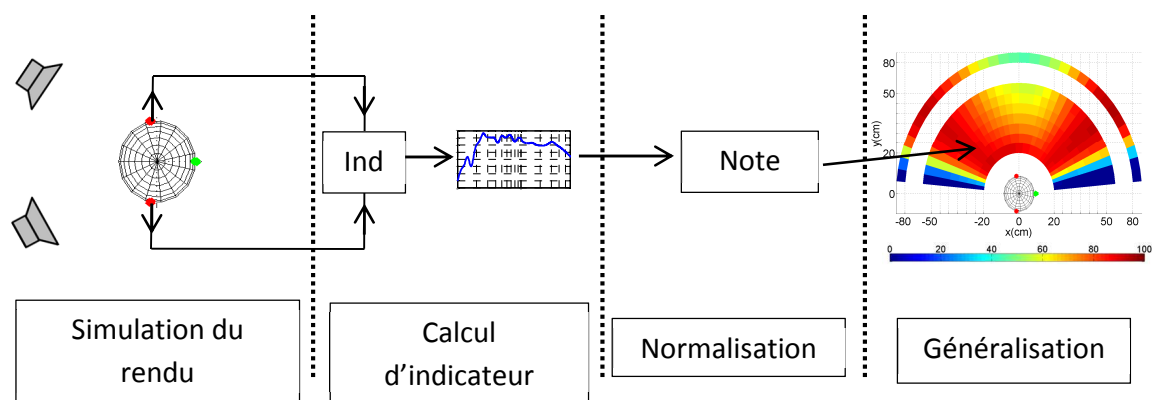 Ind
Note
80
50
20
0
y(cm)
-80 -50 -20 0 20 50 80
x(cm)
0 20 40 60 80 100
Simulation du
rendu
Calcul
d'indicateur
Normalisation
Généralisation